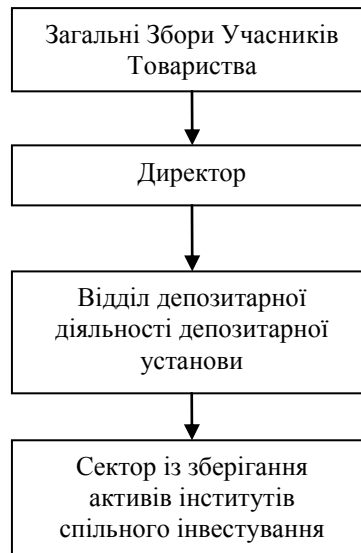 Загальні Збори Учасників
Товариства
Директор
Відділ депозитарної
діяльності депозитарної
установи
Сектор із зберігання
активів інститутів
спільного інвестування